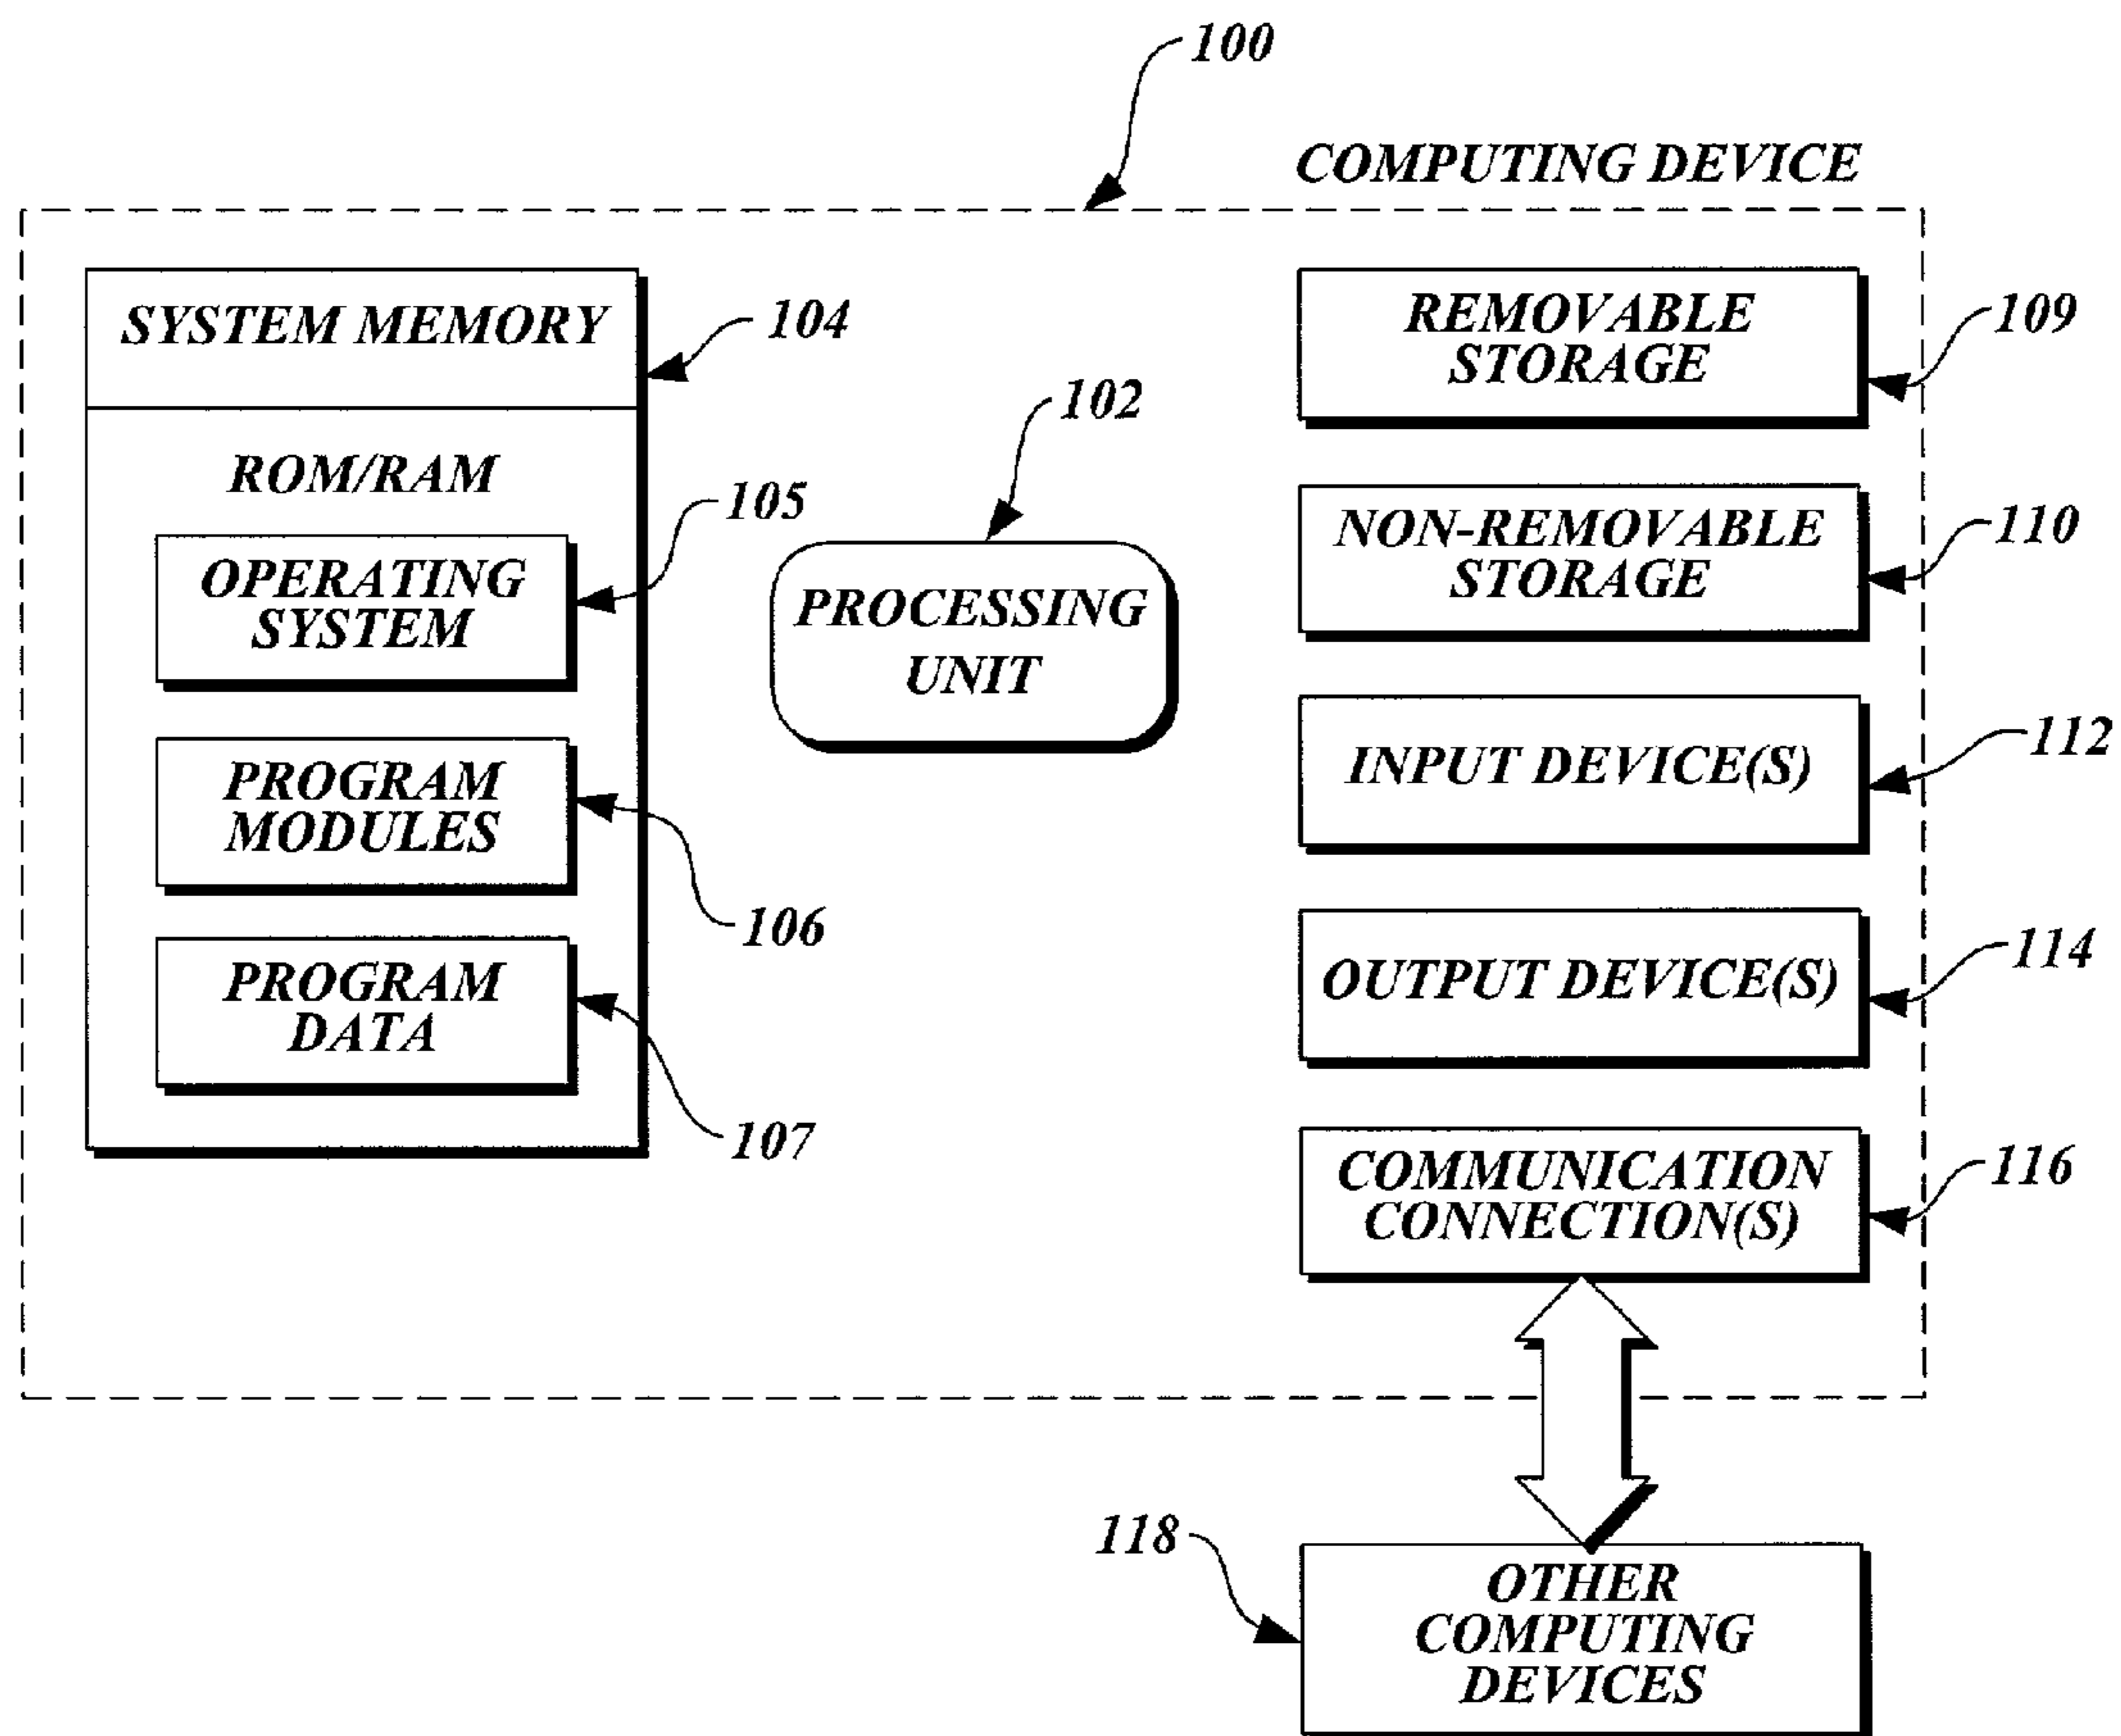 100
COMPUTING DEVICE
SYSTEM MEMORY
104
ROM/RAM
105
OPERATING
SYSTEM
PROGRAM
MODULES
106
PROGRAM
DATA
107
102
PROCESSING
UNIT
REMOVABLE
STORAGE
109
NON-REMOVABLE
STORAGE
110
INPUT DEVICE(S)
112
OUTPUT DEVICE(S)
114
COMMUNICATION
CONNECTION(S)
116
118
OTHER
COMPUTING
DEVICES